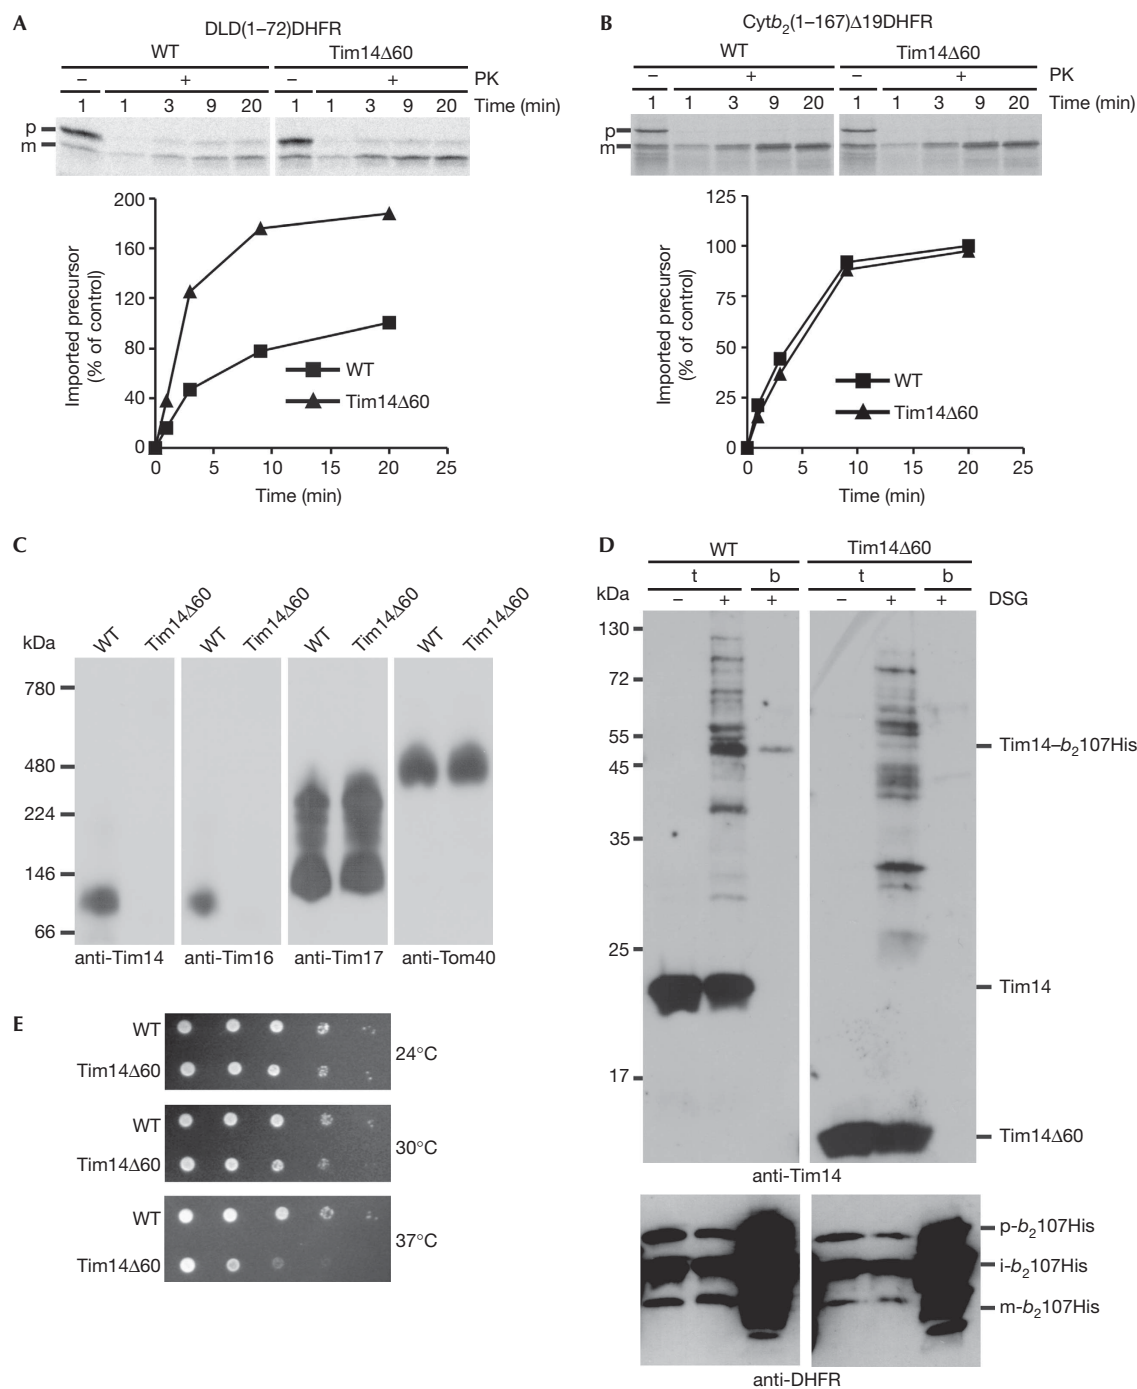 A
DLD(1–72)DHFR
WT
Tim14Δ60
– + – + PK
1 1 3 9 20 1 1 3 9 20 Time (min)
p
m
200
160
120
80
40
0
Imported precursor
(% of control)
WT
Tim14Δ60
0 5 10 15 20 25
Time (min)
B
Cytb₂(1–167)Δ19DHFR
WT
Tim14Δ60
– + – + PK
1 1 3 9 20 1 1 3 9 20 Time (min)
p
m
125
100
75
50
25
0
Imported precursor
(% of control)
WT
Tim14Δ60
0 5 10 15 20 25
Time (min)
C
kDa
WT Tim14Δ60 WT Tim14Δ60 WT Tim14Δ60 WT Tim14Δ60
780
480
224
146
66
anti-Tim14 anti-Tim16 anti-Tim17 anti-Tom40
D
WT Tim14Δ60
t b t b
kDa
– + + – + + DSG
130
72
55
45
35
25
17
Tim14–b₂107His
Tim14
Tim14Δ60
anti-Tim14
p-b₂107His
i-b₂107His
m-b₂107His
anti-DHFR
E
WT
Tim14Δ60
24°C
WT
Tim14Δ60
30°C
WT
Tim14Δ60
37°C